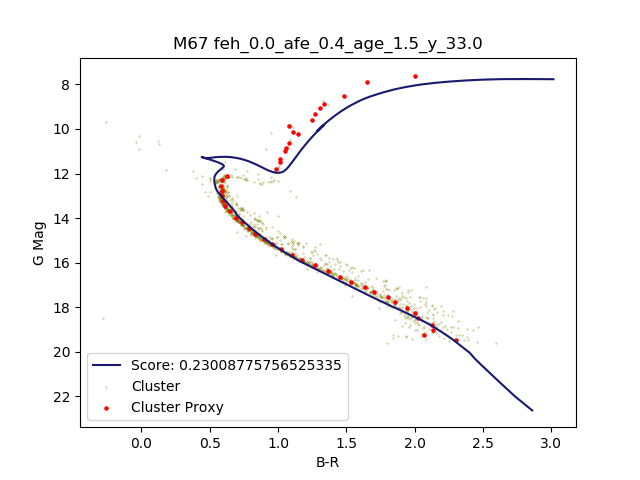 M67 feh_0.0_afe_0.4_age_1.5_y_33.0
8
10
12
14
16
18
20
22
G Mag
Score: 0.23008775756525335
Cluster
Cluster Proxy
0.0 0.5 1.0 1.5 2.0 2.5 3.0
B-R